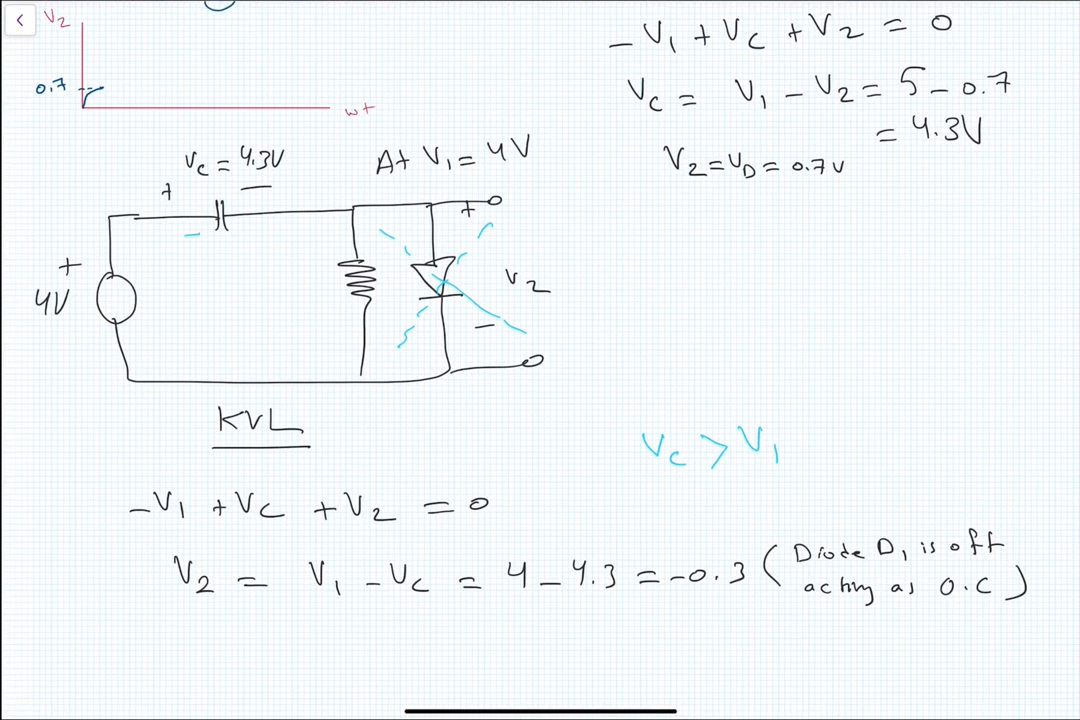 V2
0.7
wt
-V1 + VC + V2 = 0
VC = V1 - V2 = 5 - 0.7
= 4.3V
V2 = VD = 0.7V
VC = 4.3V
At V1 = 4V
+
-
+
+
4V
V2
-
KVL
VC > V1
-V1 + VC + V2 = 0
V2 = V1 - VC = 4 - 4.3 = -0.3 (Diode D1 is off
acting as O.C)